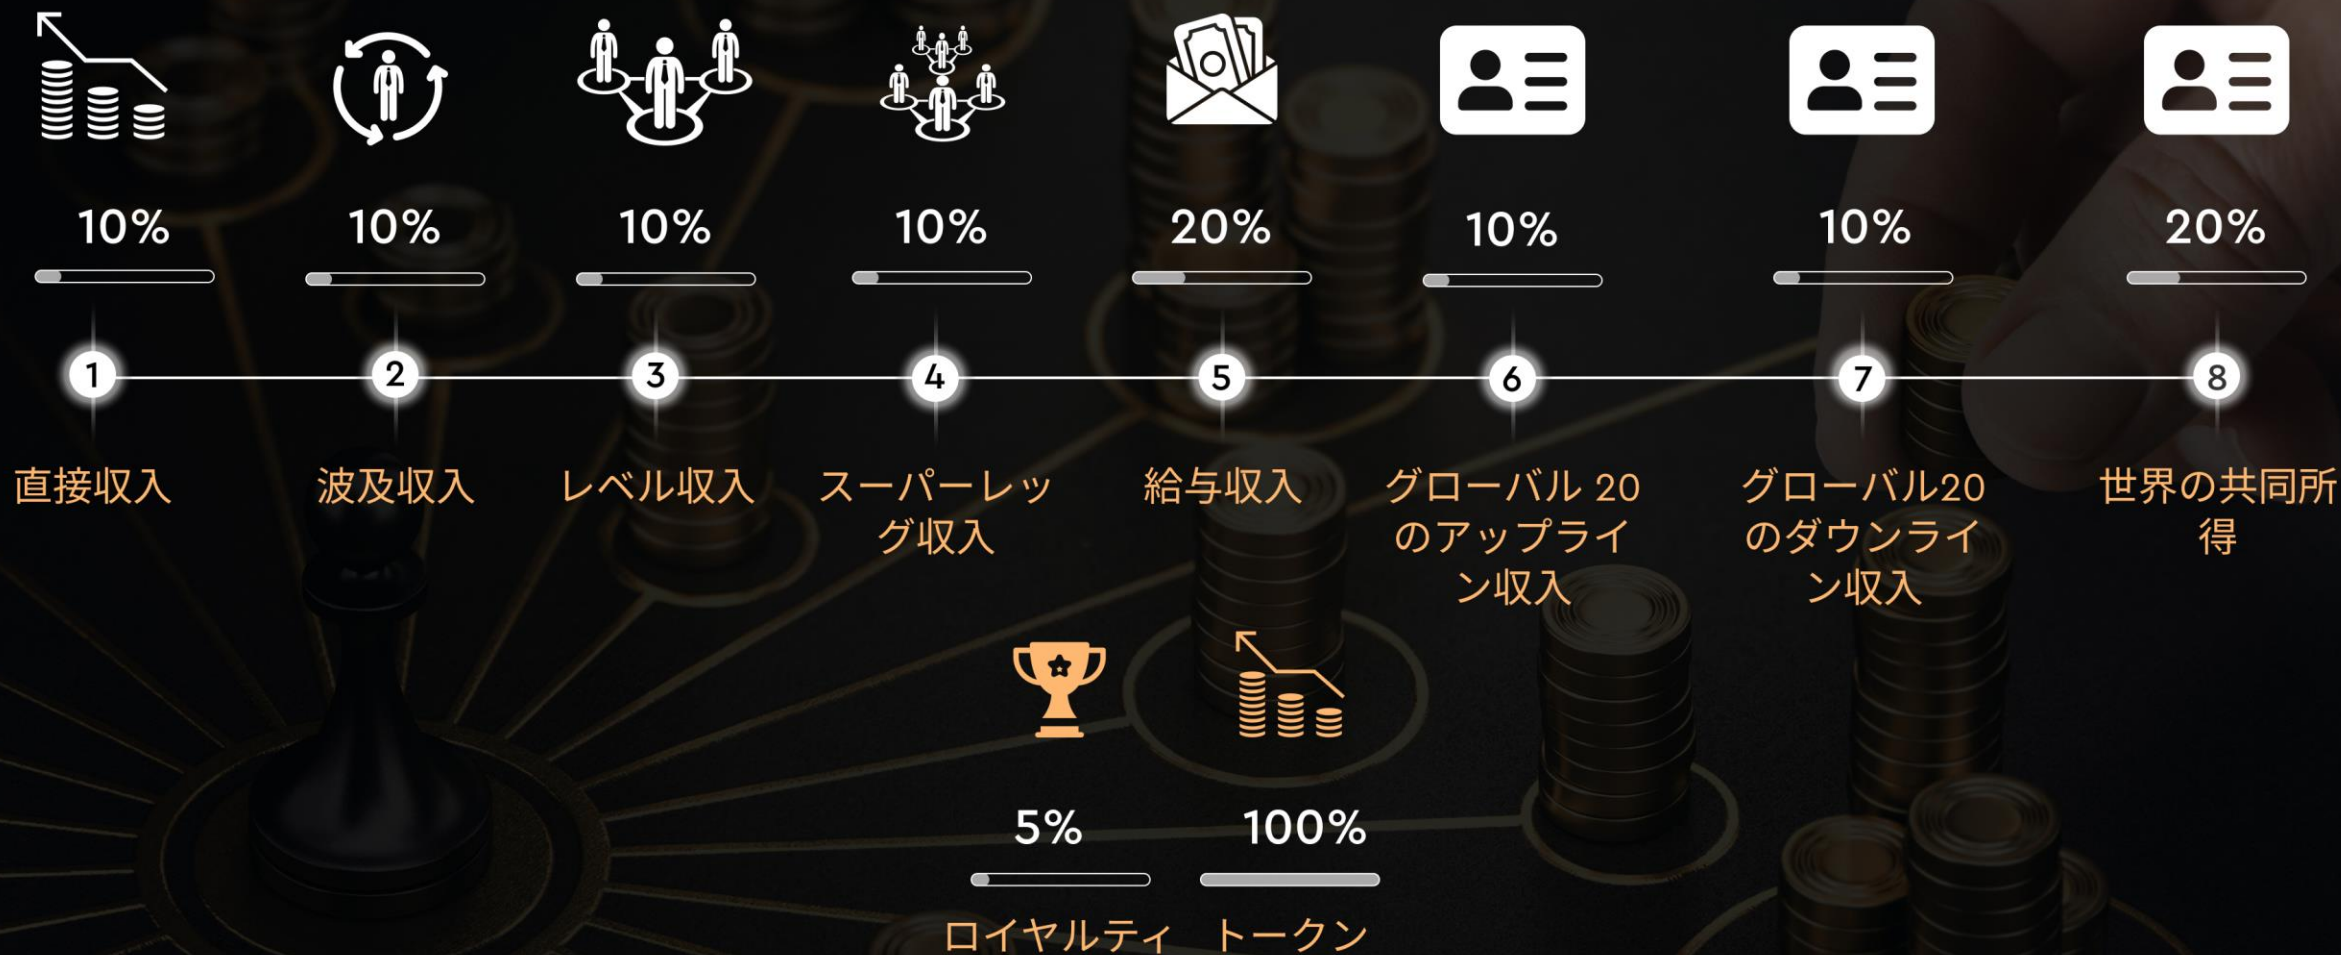 10%
10%
10%
10%
20%
10%
10%
20%
1
2
3
4
5
6
7
8
直接収入
波及収入
レベル収入
スーパーレッ
グ収入
給与収入
グローバル 20
のアップライ
ン収入
グローバル20
のダウンライ
ン収入
世界の共同所
得
5%
100%
ロイヤルティ
トークン